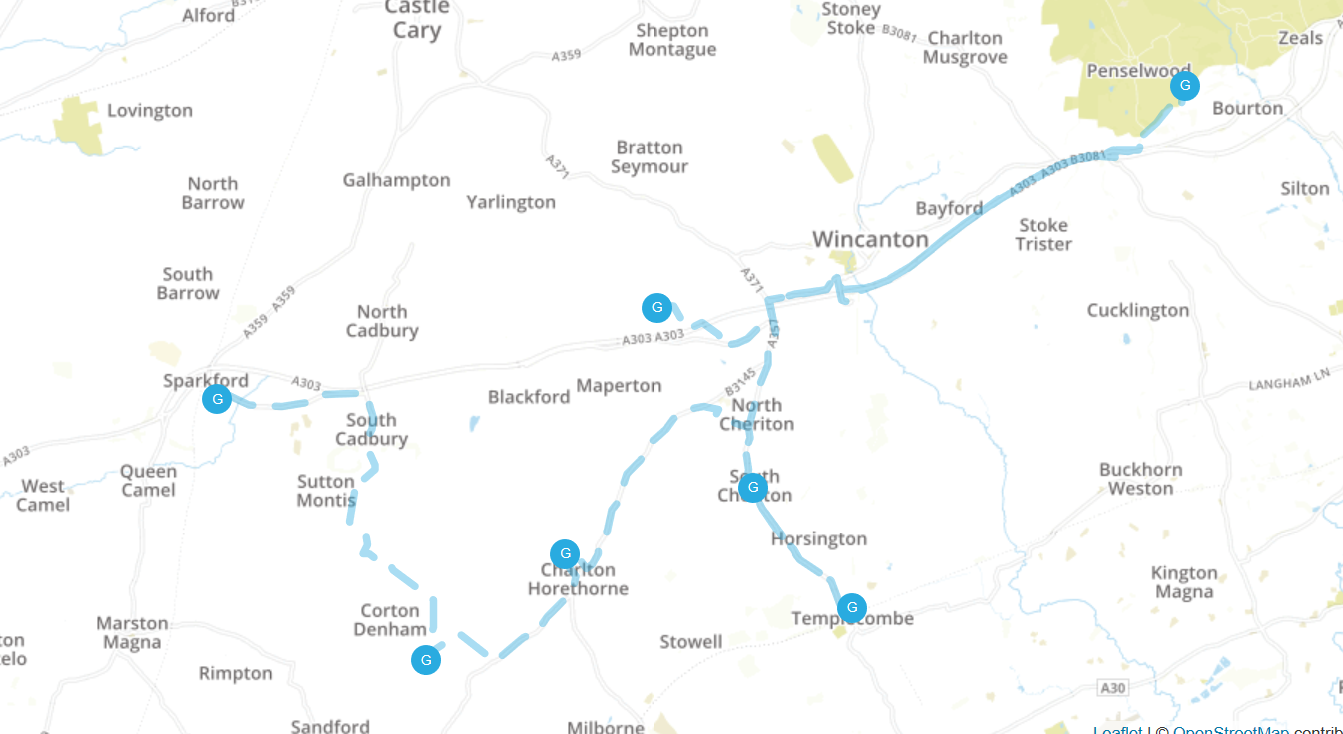 Alford
Castle
Cary
Shepton
Montague
Stoney
Stoke
B3081
Charlton
Musgrove
Zeals
A359
Penselwood
G
Bourton
Lovington
Bratton
Seymour
A371
A303 A303 B3081
North
Barrow
Galhampton
Yarlington
Bayford
Silton
Stoke
Trister
Wincanton
South
Barrow
A359 A359
North
Cadbury
G
A371
A303 A303
A357
Cucklington
Sparkford
G
A303
Blackford
Maperton
B3145
LANGHAM LN
North
Cheriton
South
Cadbury
A303
West
Camel
Queen
Camel
Sutton
Montis
G
Buckhorn
Weston
Horsington
G
Charlton
Horethorne
Kington
Magna
G
Corton
Denham
Marston
Magna
G
Stowell
Rimpton
A30
Sandford
Milborne
Leaflet | © OpenStreetMap contrib